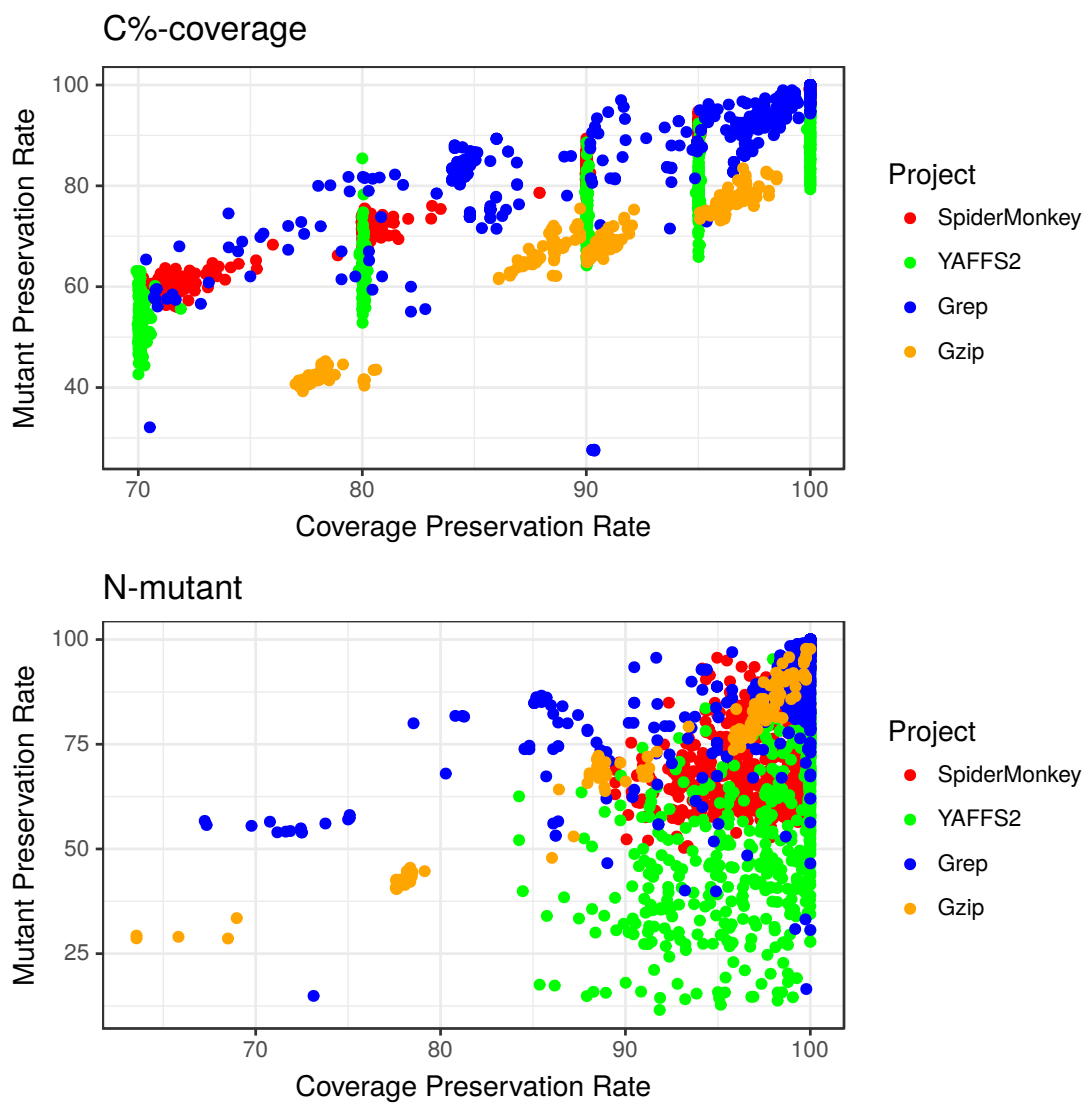 C%-coverage
100
80
60
40
Mutant Preservation Rate
70
80
90
100
Coverage Preservation Rate
Project
SpiderMonkey
YAFFS2
Grep
Gzip
N-mutant
100
75
50
25
Mutant Preservation Rate
70
80
90
100
Coverage Preservation Rate
Project
SpiderMonkey
YAFFS2
Grep
Gzip